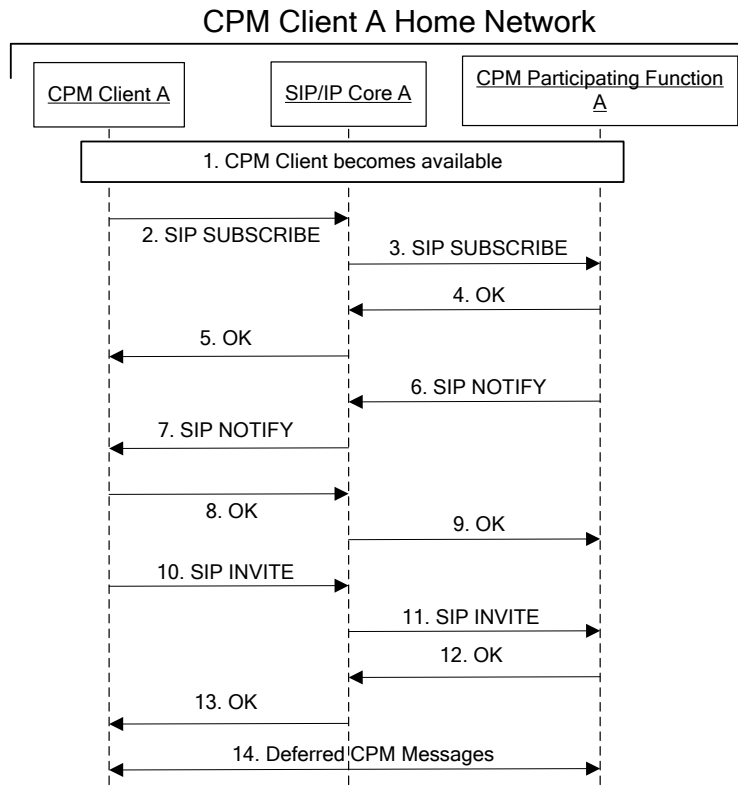 CPM Client A Home Network
CPM Client A
SIP/IP Core A
CPM Participating Function
A
1. CPM Client becomes available
2. SIP SUBSCRIBE
3. SIP SUBSCRIBE
4. OK
5. OK
6. SIP NOTIFY
7. SIP NOTIFY
8. OK
9. OK
10. SIP INVITE
11. SIP INVITE
12. OK
13. OK
14. Deferred CPM Messages